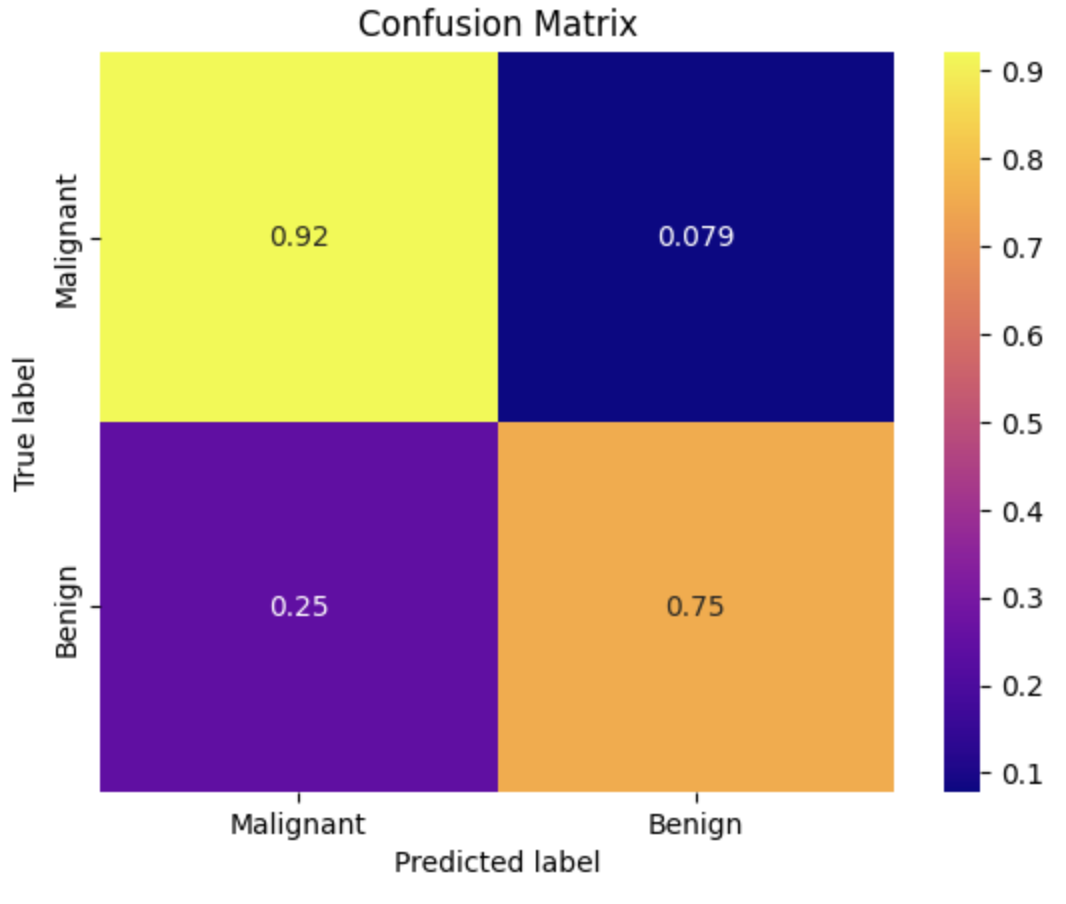 Confusion Matrix
Malignant
Benign
True label
0.92
0.079
0.25
0.75
Malignant
Benign
Predicted label
0.9
0.8
0.7
0.6
0.5
0.4
0.3
0.2
0.1